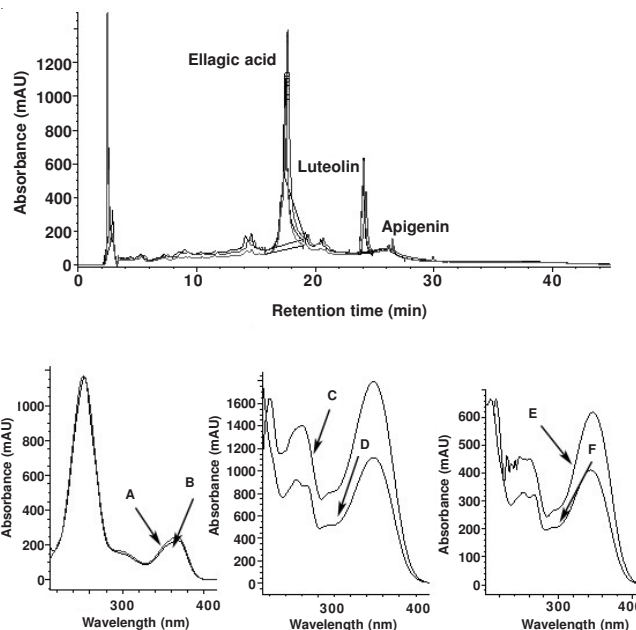 1200
1000
800
600
400
200
0
Absorbance (mAU)
Ellagic acid
Luteolin
Apigenin
0 10 20 30 40
Retention time (min)
1000
800
600
400
200
0
Absorbance (mAU)
A
B
300 400
Wavelength (nm)
1600
1400
1200
1000
800
600
400
200
0
Absorbance (mAU)
C
D
300 400
Wavelength (nm)
600
500
400
300
200
100
0
Absorbance (mAU)
E
F
300 400
Wavelength (nm)